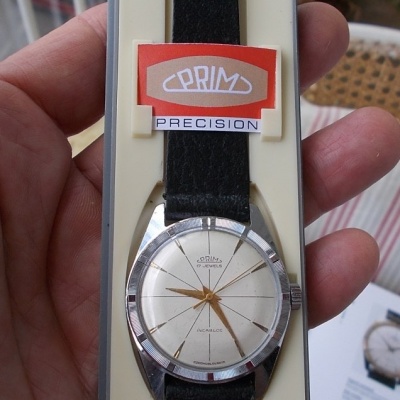 PRIM
PRECISION
PRIM
17 JEWELS
INCABLOC